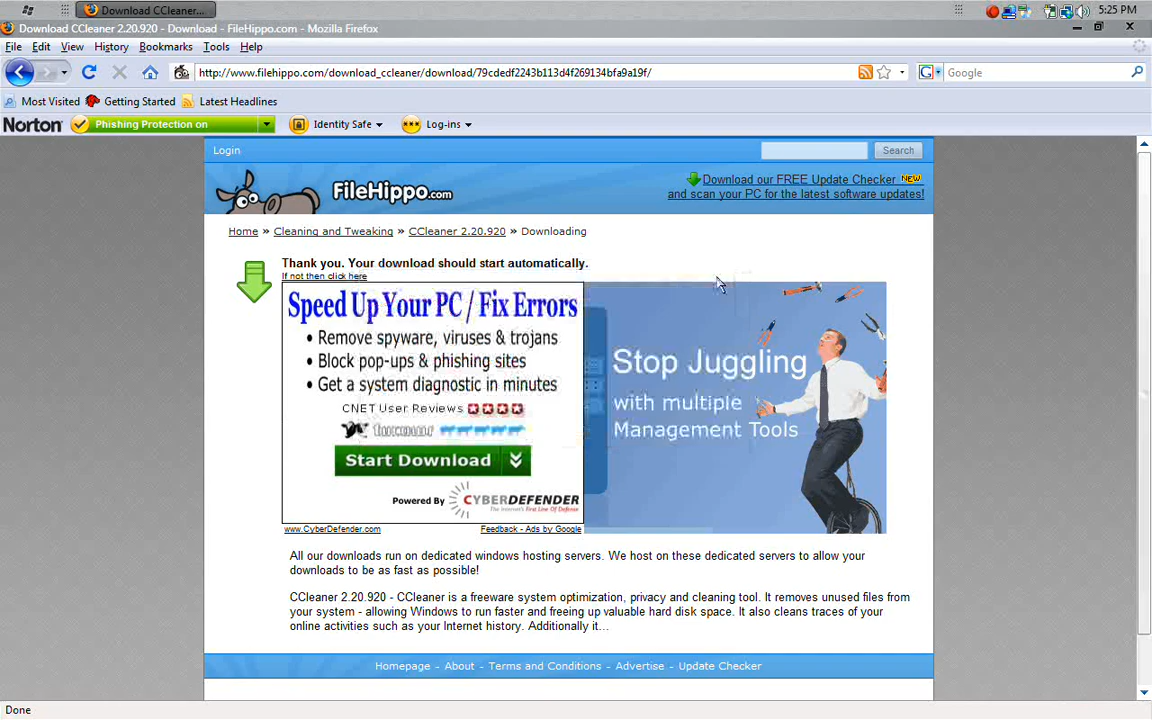 Download CCleaner...
5:25 PM
Download CCleaner 2.20.920 - Download - FileHippo.com - Mozilla Firefox
File Edit View History Bookmarks Tools Help
http://www.filehippo.com/download_ccleaner/download/79cdedf2243b113d4f269134bfa9a19f/
Google
Most Visited Getting Started Latest Headlines
Norton Phishing Protection on Identity Safe Log-ins
Login
Search
FileHippo.com
Download our FREE Update Checker NEW
and scan your PC for the latest software updates!
Home » Cleaning and Tweaking » CCleaner 2.20.920 » Downloading
Thank you. Your download should start automatically.
If not then click here
Speed Up Your PC / Fix Errors
• Remove spyware, viruses & trojans
• Block pop-ups & phishing sites
• Get a system diagnostic in minutes
CNET User Reviews
Start Download
Powered By CYBERDEFENDER
The Internet's First Line Of Defense
www.CyberDefender.com
Feedback - Ads by Google
Stop Juggling
with multiple
Management Tools
All our downloads run on dedicated windows hosting servers. We host on these dedicated servers to allow your
downloads to be as fast as possible!
CCleaner 2.20.920 - CCleaner is a freeware system optimization, privacy and cleaning tool. It removes unused files from
your system - allowing Windows to run faster and freeing up valuable hard disk space. It also cleans traces of your
online activities such as your Internet history. Additionally it...
Homepage - About - Terms and Conditions - Advertise - Update Checker
Done